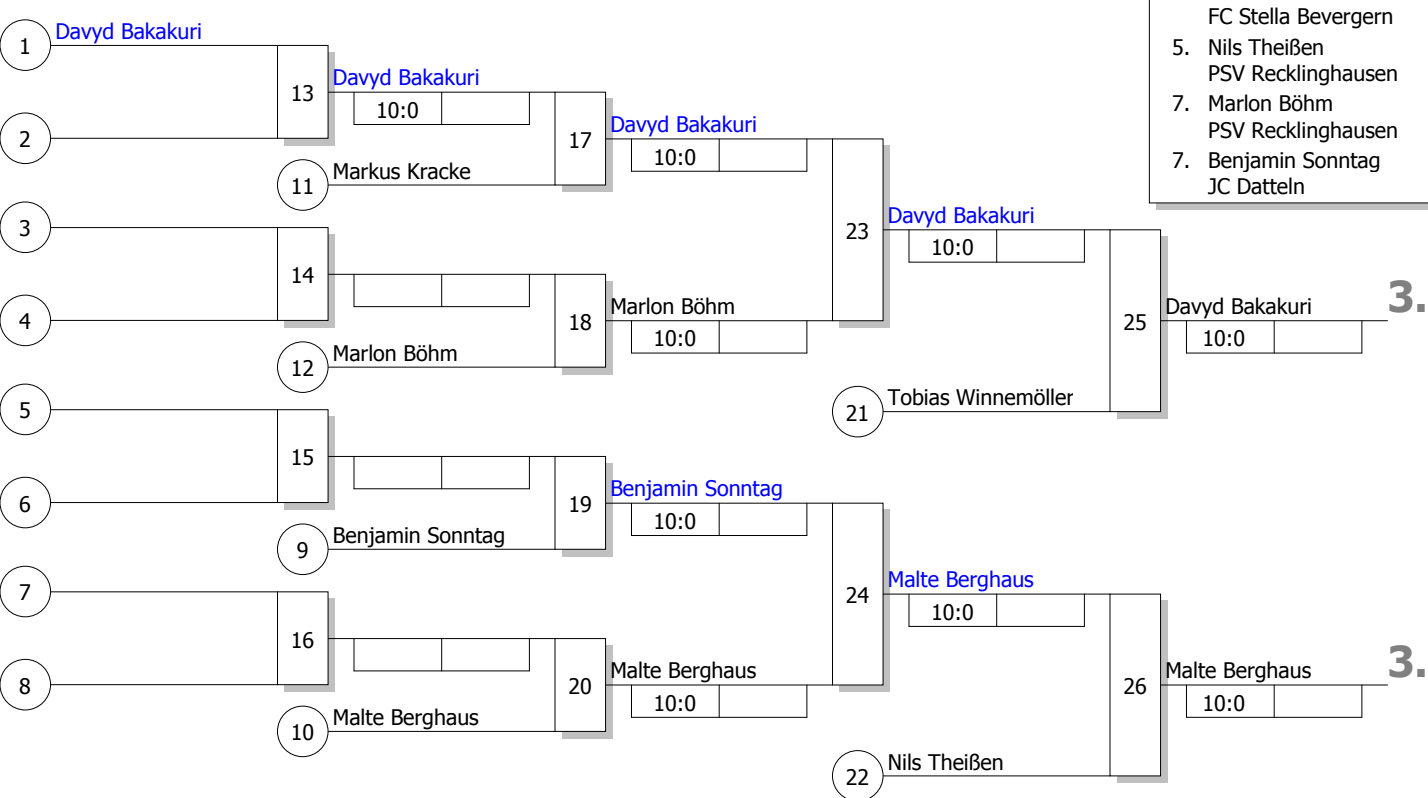 FC Stella Bevergern
5. Nils Theißen
PSV Recklinghausen
7. Marlon Böhm
PSV Recklinghausen
7. Benjamin Sonntag
JC Datteln
1
Davyd Bakakuri
2
13
Davyd Bakakuri
10:0
11
Markus Kracke
17
Davyd Bakakuri
10:0
3
4
14
12
Marlon Böhm
18
Marlon Böhm
10:0
23
Davyd Bakakuri
10:0
21
Tobias Winnemöller
25
Davyd Bakakuri
10:0
3.
5
6
15
9
Benjamin Sonntag
19
Benjamin Sonntag
10:0
7
8
16
10
Malte Berghaus
20
Malte Berghaus
10:0
24
Malte Berghaus
10:0
22
Nils Theißen
26
Malte Berghaus
10:0
3.